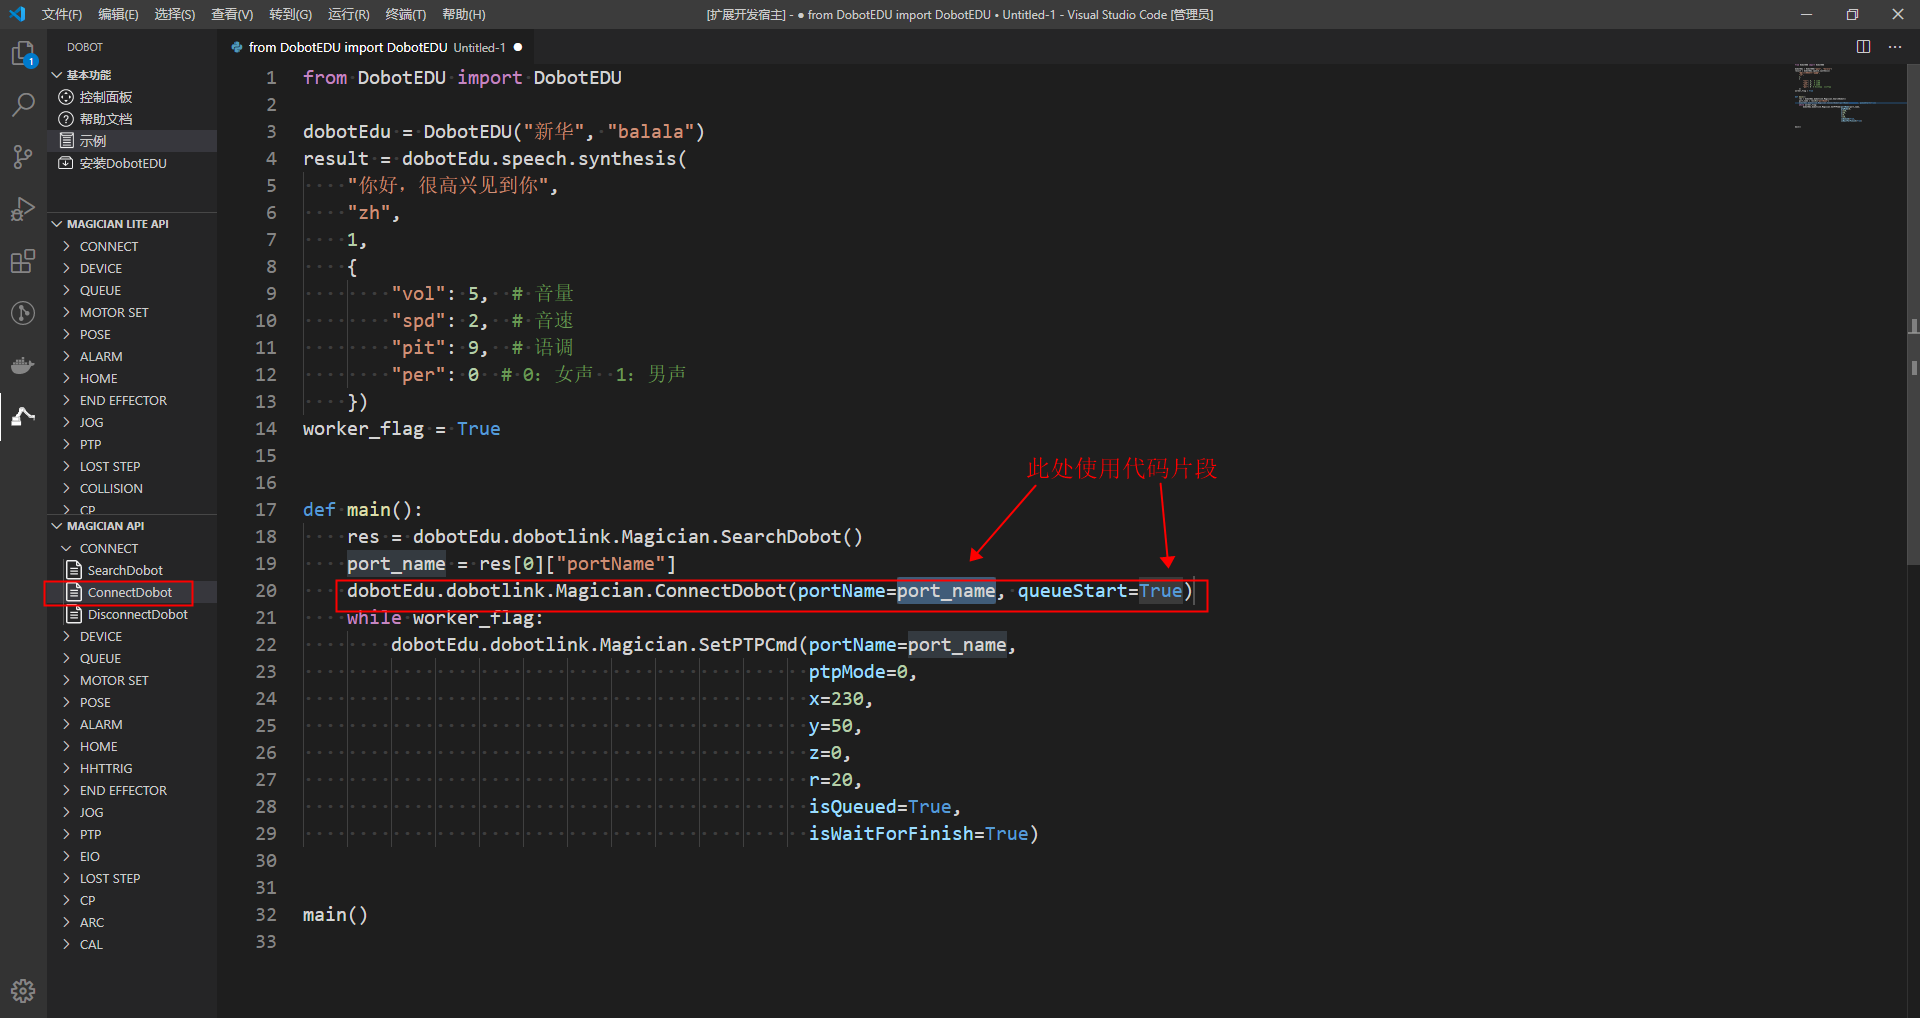 文件(F) 编辑(E) 选择(S) 查看(V) 转到(G) 运行(R) 终端(T) 帮助(H) [扩展开发宿主] - ● from DobotEDU import DobotEDU • Untitled-1 - Visual Studio Code [管理员]
DOBOT
from DobotEDU import DobotEDU Untitled-1 ●
1
基本功能
控制面板
帮助文档
示例
安装DobotEDU
MAGICIAN LITE API
CONNECT
DEVICE
QUEUE
MOTOR SET
POSE
ALARM
HOME
END EFFECTOR
JOG
PTP
LOST STEP
COLLISION
CP
MAGICIAN API
CONNECT
SearchDobot
ConnectDobot
DisconnectDobot
DEVICE
QUEUE
MOTOR SET
POSE
ALARM
HOME
HHTTRIG
END EFFECTOR
JOG
PTP
EIO
LOST STEP
CP
ARC
CAL
1 from DobotEDU import DobotEDU
2
3 dobotEdu = DobotEDU("新华", "balala")
4 result = dobotEdu.speech.synthesis(
5 "你好, 很高兴见到你",
6 "zh",
7 1,
8 {
9 "vol": 5, # 音量
10 "spd": 2, # 音速
11 "pit": 9, # 语调
12 "per": 0 # 0: 女声 1: 男声
13 })
14 worker_flag = True
15
此处使用代码片段
16
17 def main():
18 res = dobotEdu.dobotlink.Magician.SearchDobot()
19 port_name = res[0]["portName"]
20 dobotEdu.dobotlink.Magician.ConnectDobot(portName=port_name, queueStart=True)
21 while worker_flag:
22 dobotEdu.dobotlink.Magician.SetPTPCmd(portName=port_name,
23 ptpMode=0,
24 x=230,
25 y=50,
26 z=0,
27 r=20,
28 isQueued=True,
29 isWaitForFinish=True)
30
31
32 main()
33